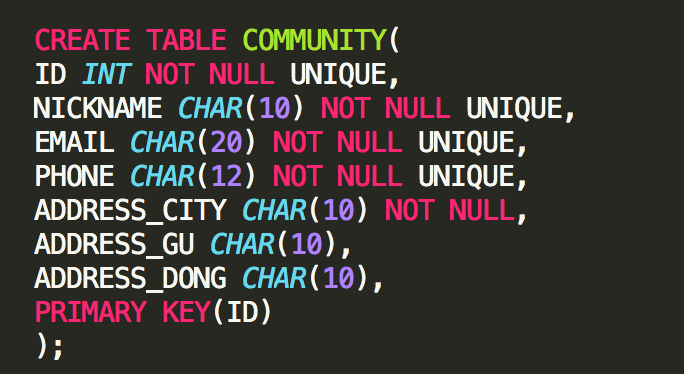 CREATE TABLE COMMUNITY(
ID INT NOT NULL UNIQUE,
NICKNAME CHAR(10) NOT NULL UNIQUE,
EMAIL CHAR(20) NOT NULL UNIQUE,
PHONE CHAR(12) NOT NULL UNIQUE,
ADDRESS_CITY CHAR(10) NOT NULL,
ADDRESS_GU CHAR(10),
ADDRESS_DONG CHAR(10),
PRIMARY KEY(ID)
);